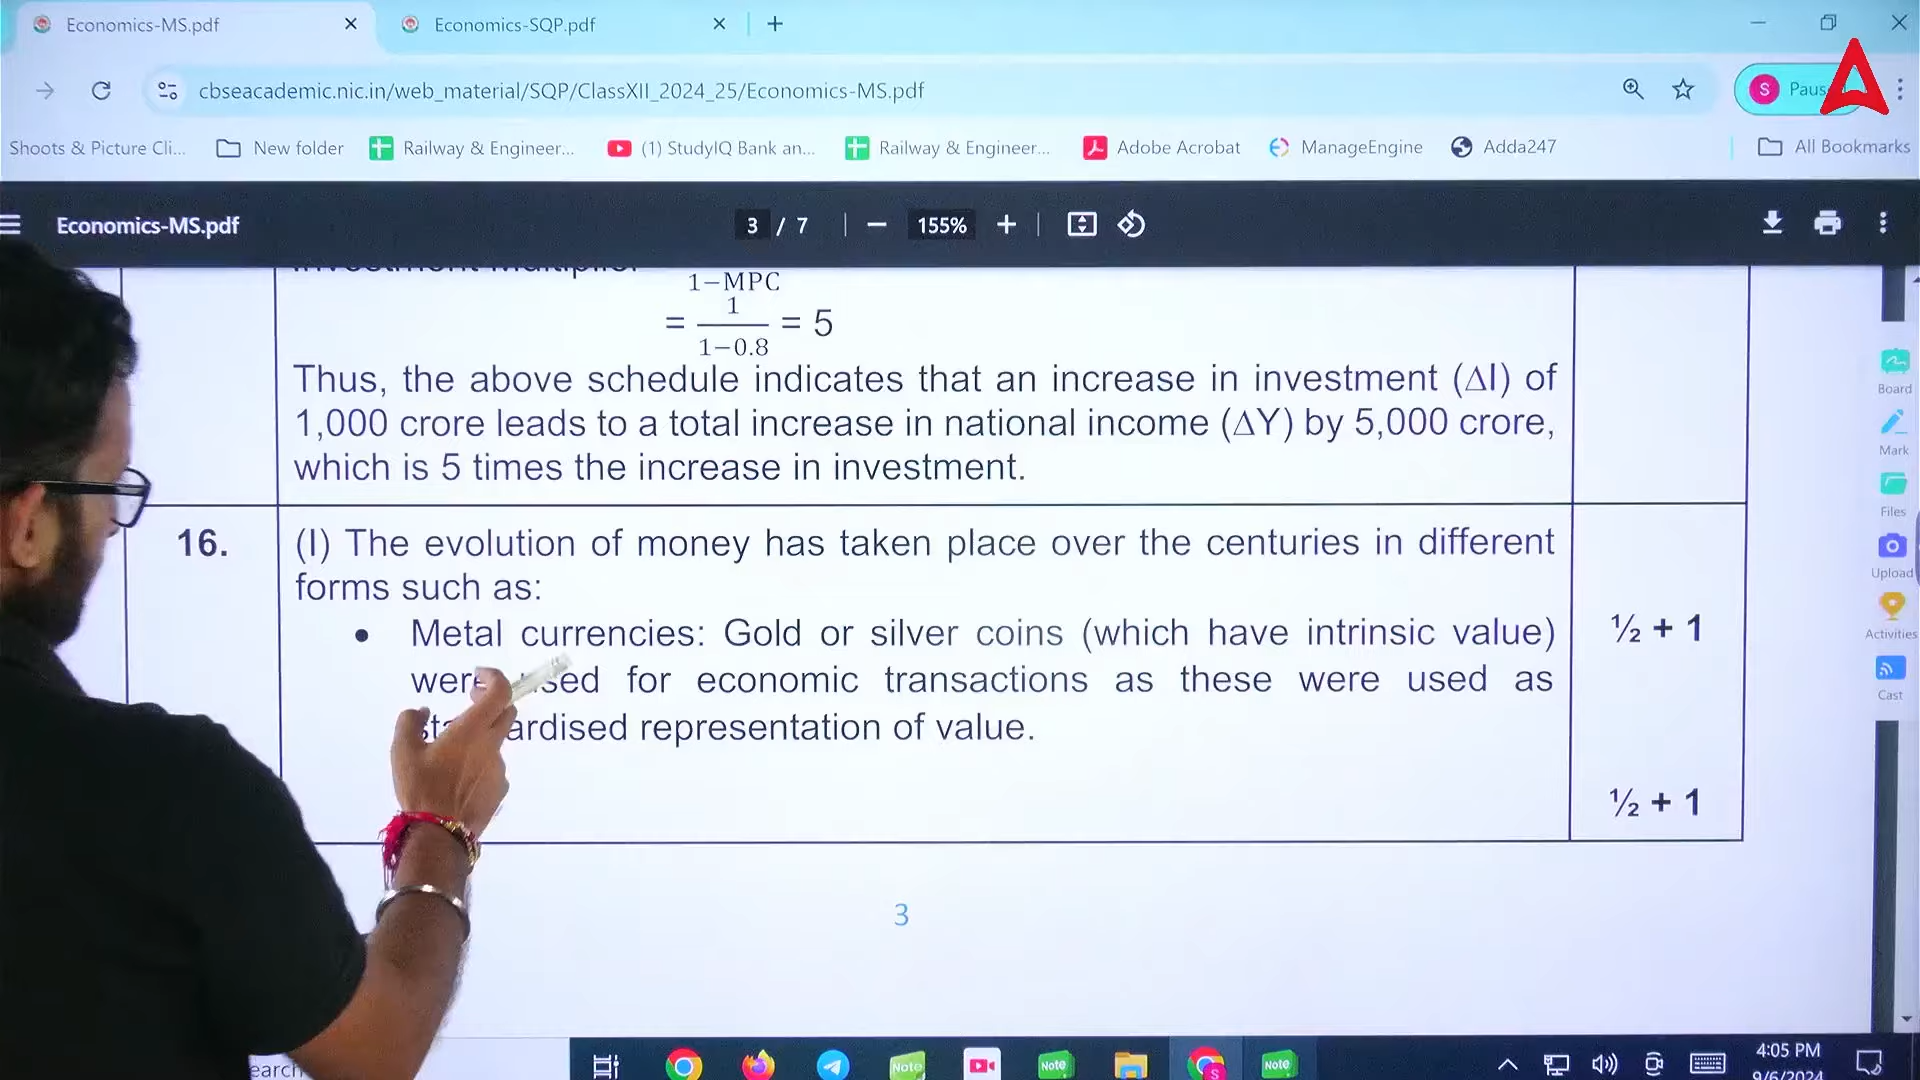 Economics-MS.pdf
Economics-SQP.pdf
cbseacademic.nic.in/web_material/SQP/ClassXII_2024_25/Economics-MS.pdf
S
Shoots & Picture Cli...
New folder
Railway & Engineer...
(1) StudyIQ Bank an...
Railway & Engineer...
Adobe Acrobat
ManageEngine
Adda247
All Bookmarks
Economics-MS.pdf
3 / 7
155%
1−MPC
= 1 = 5
1−0.8
Thus, the above schedule indicates that an increase in investment (ΔI) of
1,000 crore leads to a total increase in national income (ΔY) by 5,000 crore,
which is 5 times the increase in investment.
16.
(I) The evolution of money has taken place over the centuries in different
forms such as:
• Metal currencies: Gold or silver coins (which have intrinsic value)
for economic transactions as these were used as
representation of value.
½ + 1
½ + 1
3
Board
Mark
Files
Upload
Activities
Cast
Note
Note
Note
S
4:05 PM
9/6/2024